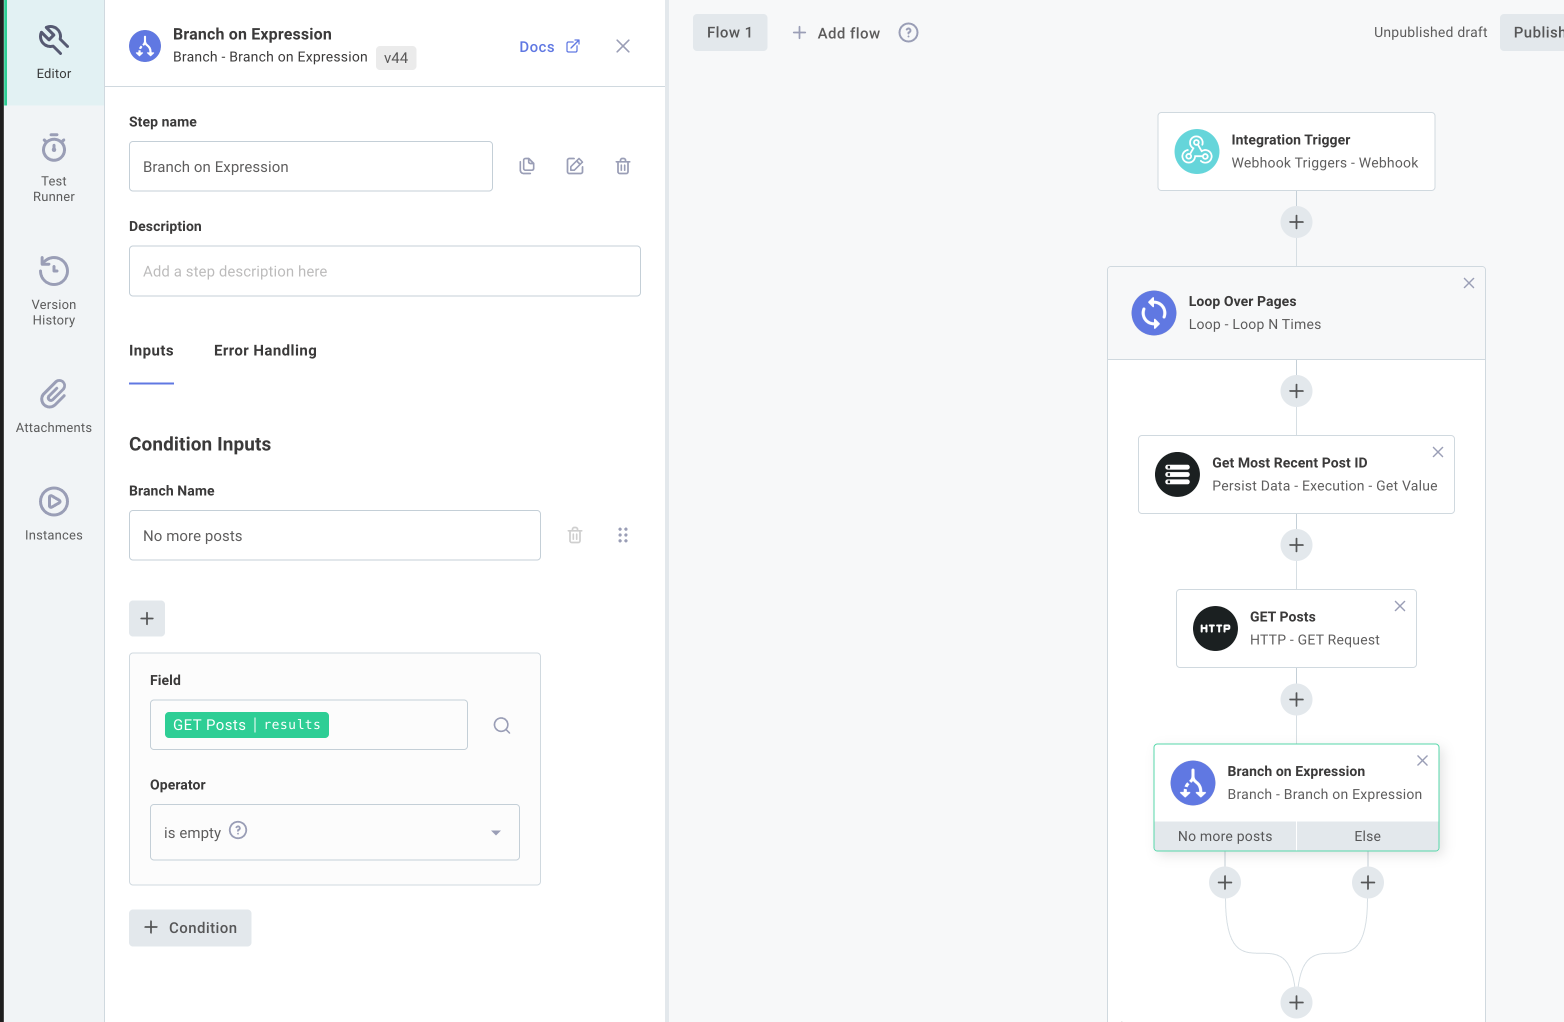 Editor
Test
Runner
Version
History
Attachments
Instances
Branch on Expression
Branch - Branch on Expression v44
Docs
Step name
Branch on Expression
Description
Add a step description here
Inputs Error Handling
Condition Inputs
Branch Name
No more posts
Field
GET Posts | results
Operator
is empty ?
+ Condition
Flow 1 + Add flow ?
Unpublished draft Publish
Integration Trigger
Webhook Triggers - Webhook
Loop Over Pages
Loop - Loop N Times
Get Most Recent Post ID
Persist Data - Execution - Get Value
HTTP
GET Posts
HTTP - GET Request
Branch on Expression
Branch - Branch on Expression
No more posts Else